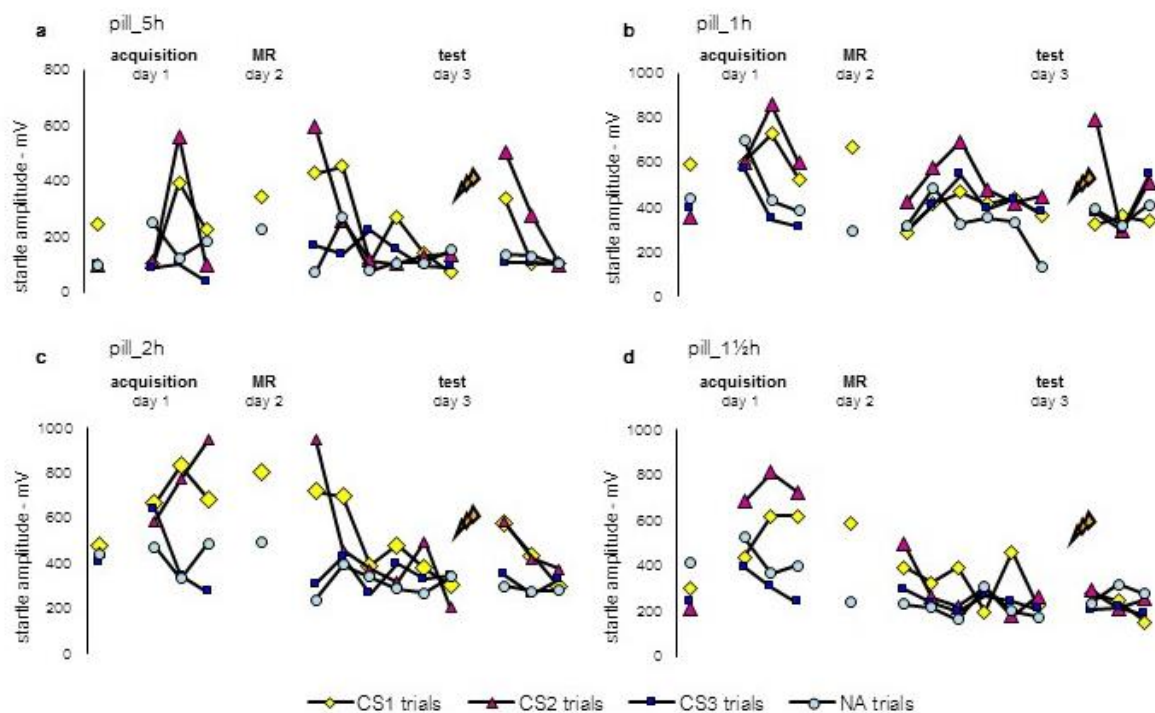 a pill_5h
acquisition MR test
day 1 day 2 day 3
startle amplitude - mV
800
600
400
200
0
b pill_1h
acquisition MR test
day 1 day 2 day 3
startle amplitude - mV
1000
800
600
400
200
0
c pill_2h
acquisition MR test
day 1 day 2 day 3
startle amplitude - mV
1000
800
600
400
200
0
d pill_1½h
acquisition MR test
day 1 day 2 day 3
startle amplitude - mV
1000
800
600
400
200
0
CS1 trials CS2 trials CS3 trials NA trials